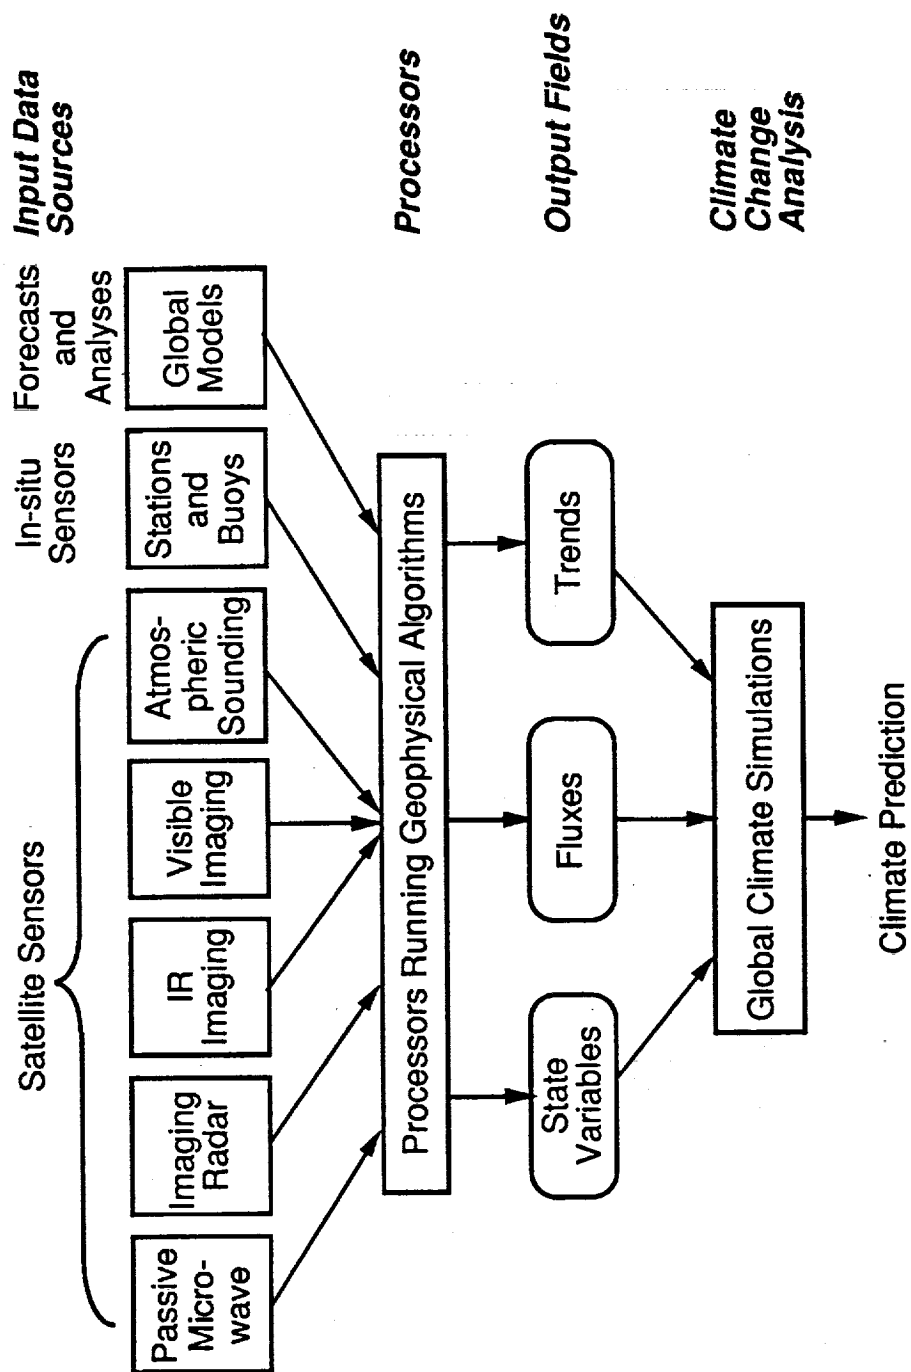 Satellite Sensors
In-situ
Sensors
Forecasts
and
Analyses
Input Data
Sources
Passive
Micro-
wave
Imaging
Radar
IR
Imaging
Visible
Imaging
Atmos-
pheric
Sounding
Stations
and
Buoys
Global
Models
Processors Running Geophysical Algorithms
Processors
State
Variables
Fluxes
Trends
Output Fields
Global Climate Simulations
Climate
Change
Analysis
Climate Prediction